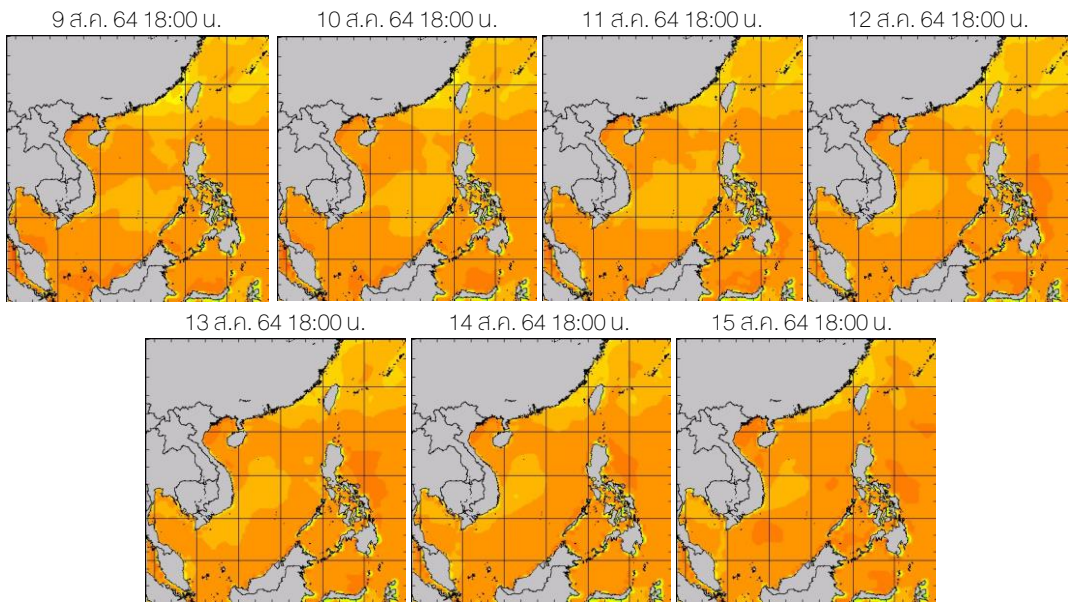 9 ส.ค. 64 18:00 น.
10 ส.ค. 64 18:00 น.
11 ส.ค. 64 18:00 น.
12 ส.ค. 64 18:00 น.
13 ส.ค. 64 18:00 น.
14 ส.ค. 64 18:00 น.
15 ส.ค. 64 18:00 น.